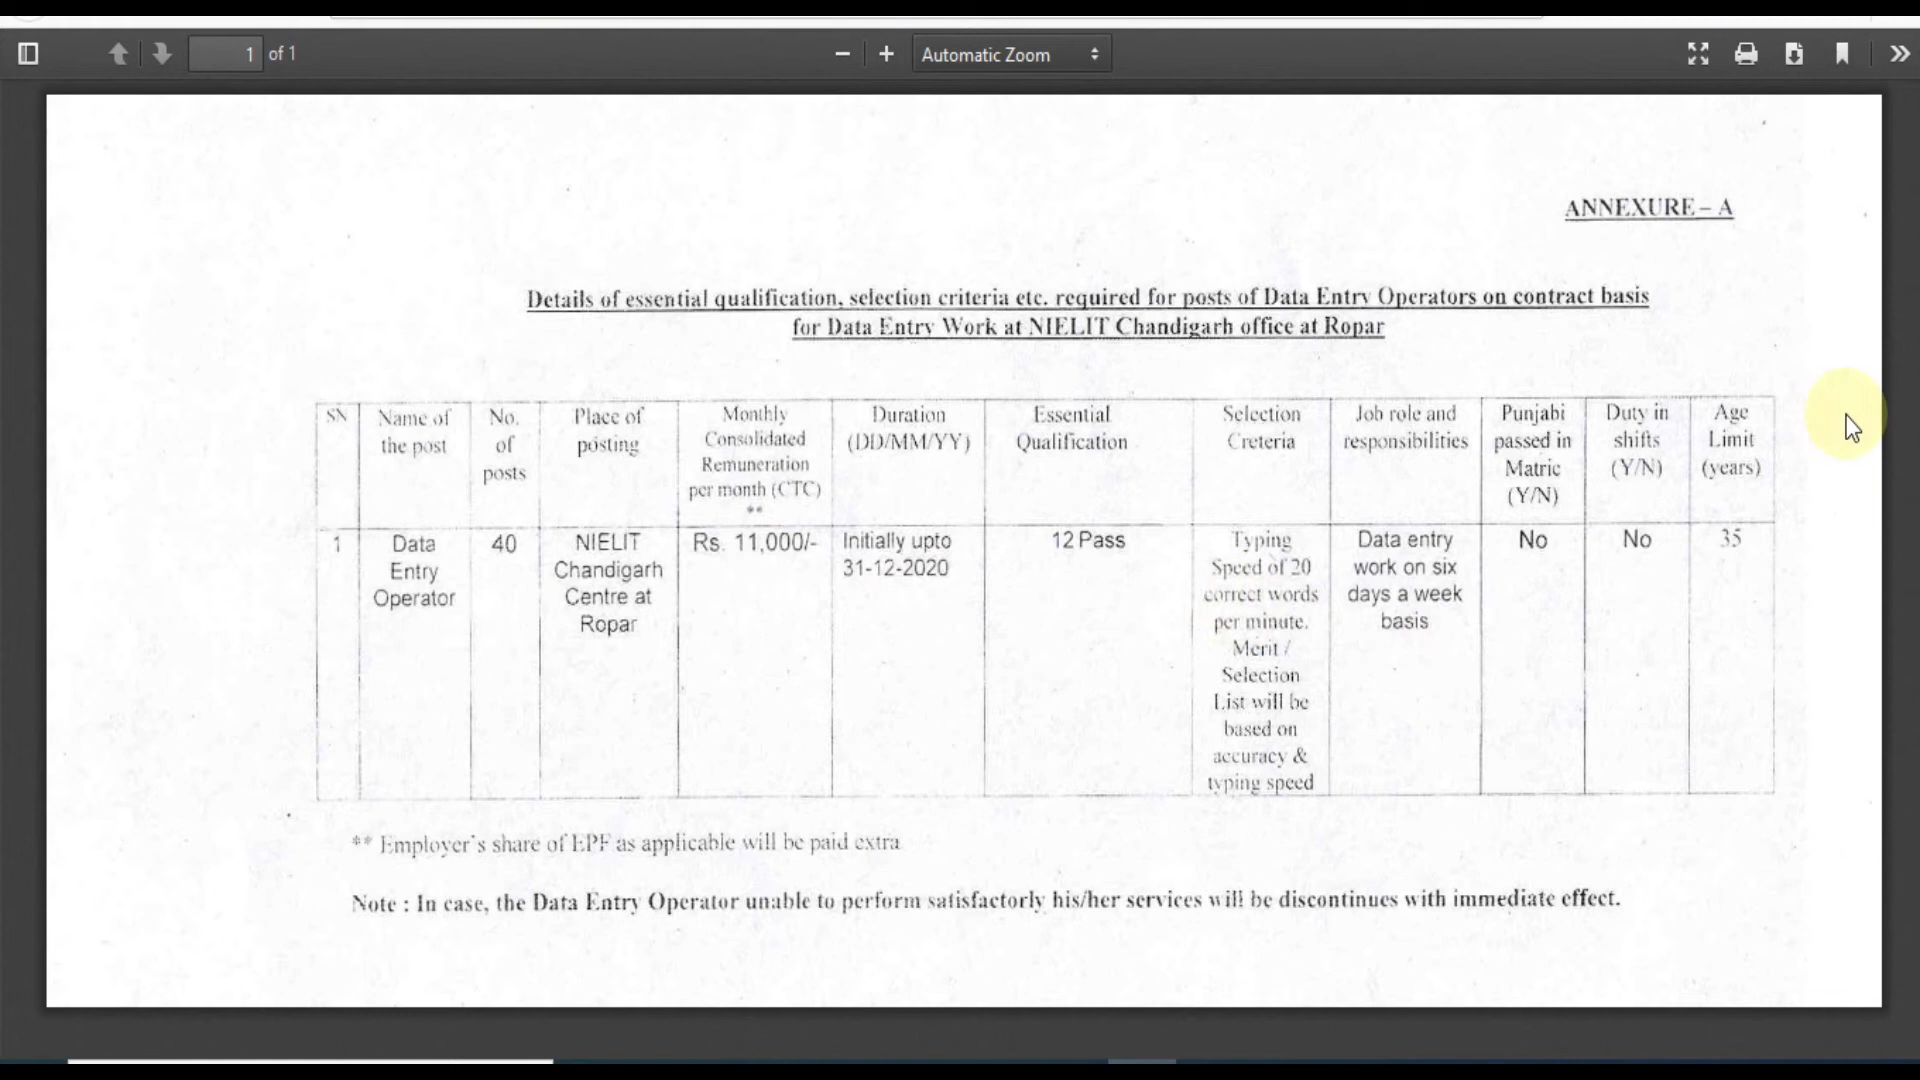 1 of 1
Automatic Zoom
ANNEXURE – A
Details of essential qualification, selection criteria etc. required for posts of Data Entry Operators on contract basis
for Data Entry Work at NIELIT Chandigarh office at Ropar
SN
Name of
the post
No.
of
posts
Place of
posting
Monthly
Consolidated
Remuneration
per month (CTC)
**
Duration
(DD/MM/YY)
Essential
Qualification
Selection
Creteria
Job role and
responsibilities
Punjabi
passed in
Matric
(Y/N)
Duty in
shifts
(Y/N)
Age
Limit
(years)
1
Data
Entry
Operator
40
NIELIT
Chandigarh
Centre at
Ropar
Rs. 11,000/-
Initially upto
31-12-2020
12 Pass
Typing
Speed of 20
correct words
per minute.
Merit /
Selection
List will be
based on
accuracy &
typing speed
Data entry
work on six
days a week
basis
No
No
35
** Employer's share of EPF as applicable will be paid extra
Note : In case, the Data Entry Operator unable to perform satisfactorly his/her services will be discontinues with immediate effect.